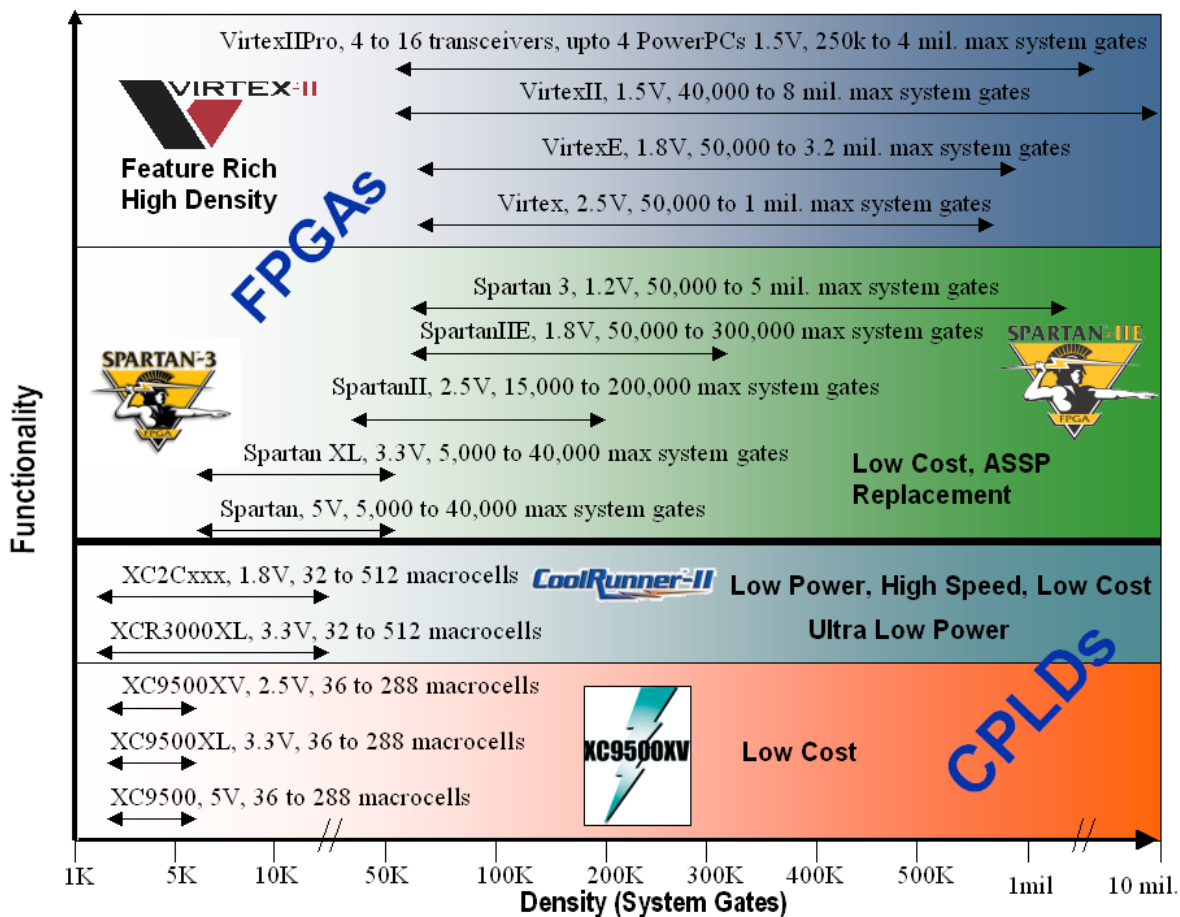 VirtexIIPro, 4 to 16 transceivers, upto 4 PowerPCs 1.5V, 250k to 4 mil. max system gates
VIRTEX-II
VirtexII, 1.5V, 40,000 to 8 mil. max system gates
VirtexE, 1.8V, 50,000 to 3.2 mil. max system gates
Feature Rich
High Density
Virtex, 2.5V, 50,000 to 1 mil. max system gates
FPGAs
Spartan 3, 1.2V, 50,000 to 5 mil. max system gates
SpartanIIE, 1.8V, 50,000 to 300,000 max system gates
SPARTAN-IIE
FPGA
SPARTAN-3
FPGA
SpartanII, 2.5V, 15,000 to 200,000 max system gates
Spartan XL, 3.3V, 5,000 to 40,000 max system gates
Low Cost, ASSP
Replacement
Spartan, 5V, 5,000 to 40,000 max system gates
Functionality
XC2Cxxx, 1.8V, 32 to 512 macrocells
CoolRunner-II
Low Power, High Speed, Low Cost
XCR3000XL, 3.3V, 32 to 512 macrocells
Ultra Low Power
CPLDs
XC9500XV, 2.5V, 36 to 288 macrocells
XC9500XL, 3.3V, 36 to 288 macrocells
XC9500XV
Low Cost
XC9500, 5V, 36 to 288 macrocells
1K 5K 10K // 50K 100K 200K 300K 400K 500K 1mil // 10 mil.
Density (System Gates)